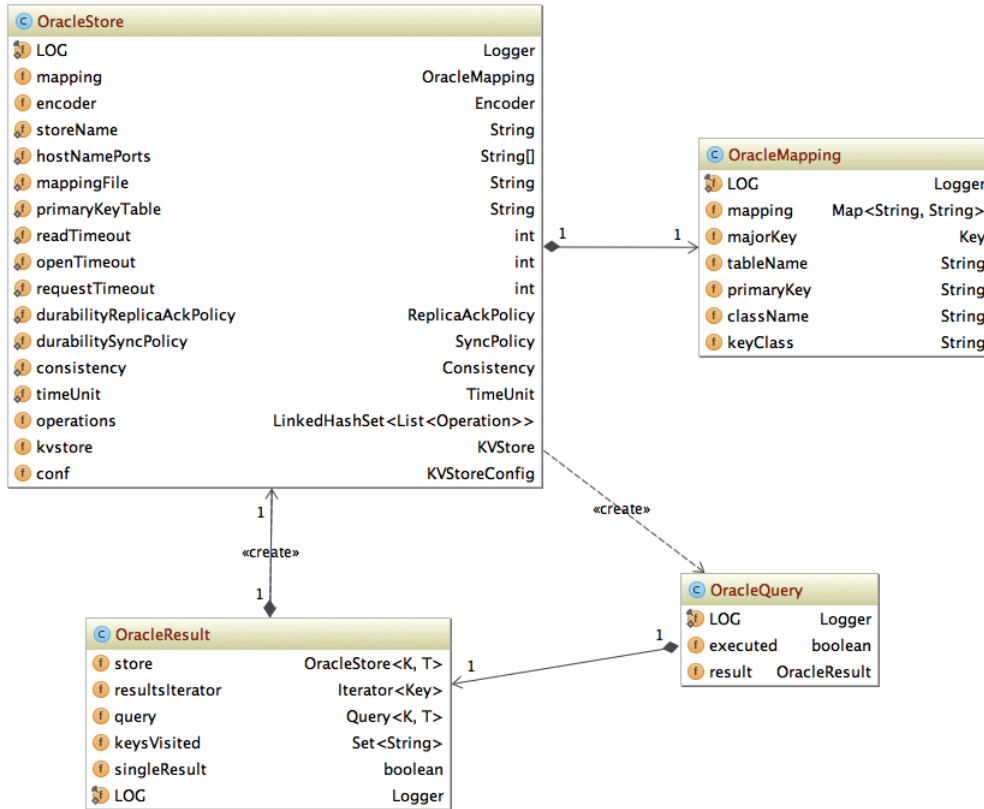 OracleStore
LOG Logger
mapping OracleMapping
encoder Encoder
storeName String
hostNamePorts String[]
mappingFile String
primaryKeyTable String
readTimeout int
openTimeout int
requestTimeout int
durabilityReplicaAckPolicy ReplicaAckPolicy
durabilitySyncPolicy SyncPolicy
consistency Consistency
timeUnit TimeUnit
operations LinkedHashSet<List<Operation>>
kvstore KVStore
conf KVStoreConfig
1 1
OracleMapping
LOG Logger
mapping Map<String, String>
majorKey Key
tableName String
primaryKey String
className String
keyClass String
«create»
1
«create»
1
OracleQuery
LOG Logger
executed boolean
result OracleResult
1 1
OracleResult
store OracleStore<K, T>
resultsIterator Iterator<Key>
query Query<K, T>
keysVisited Set<String>
singleResult boolean
LOG Logger